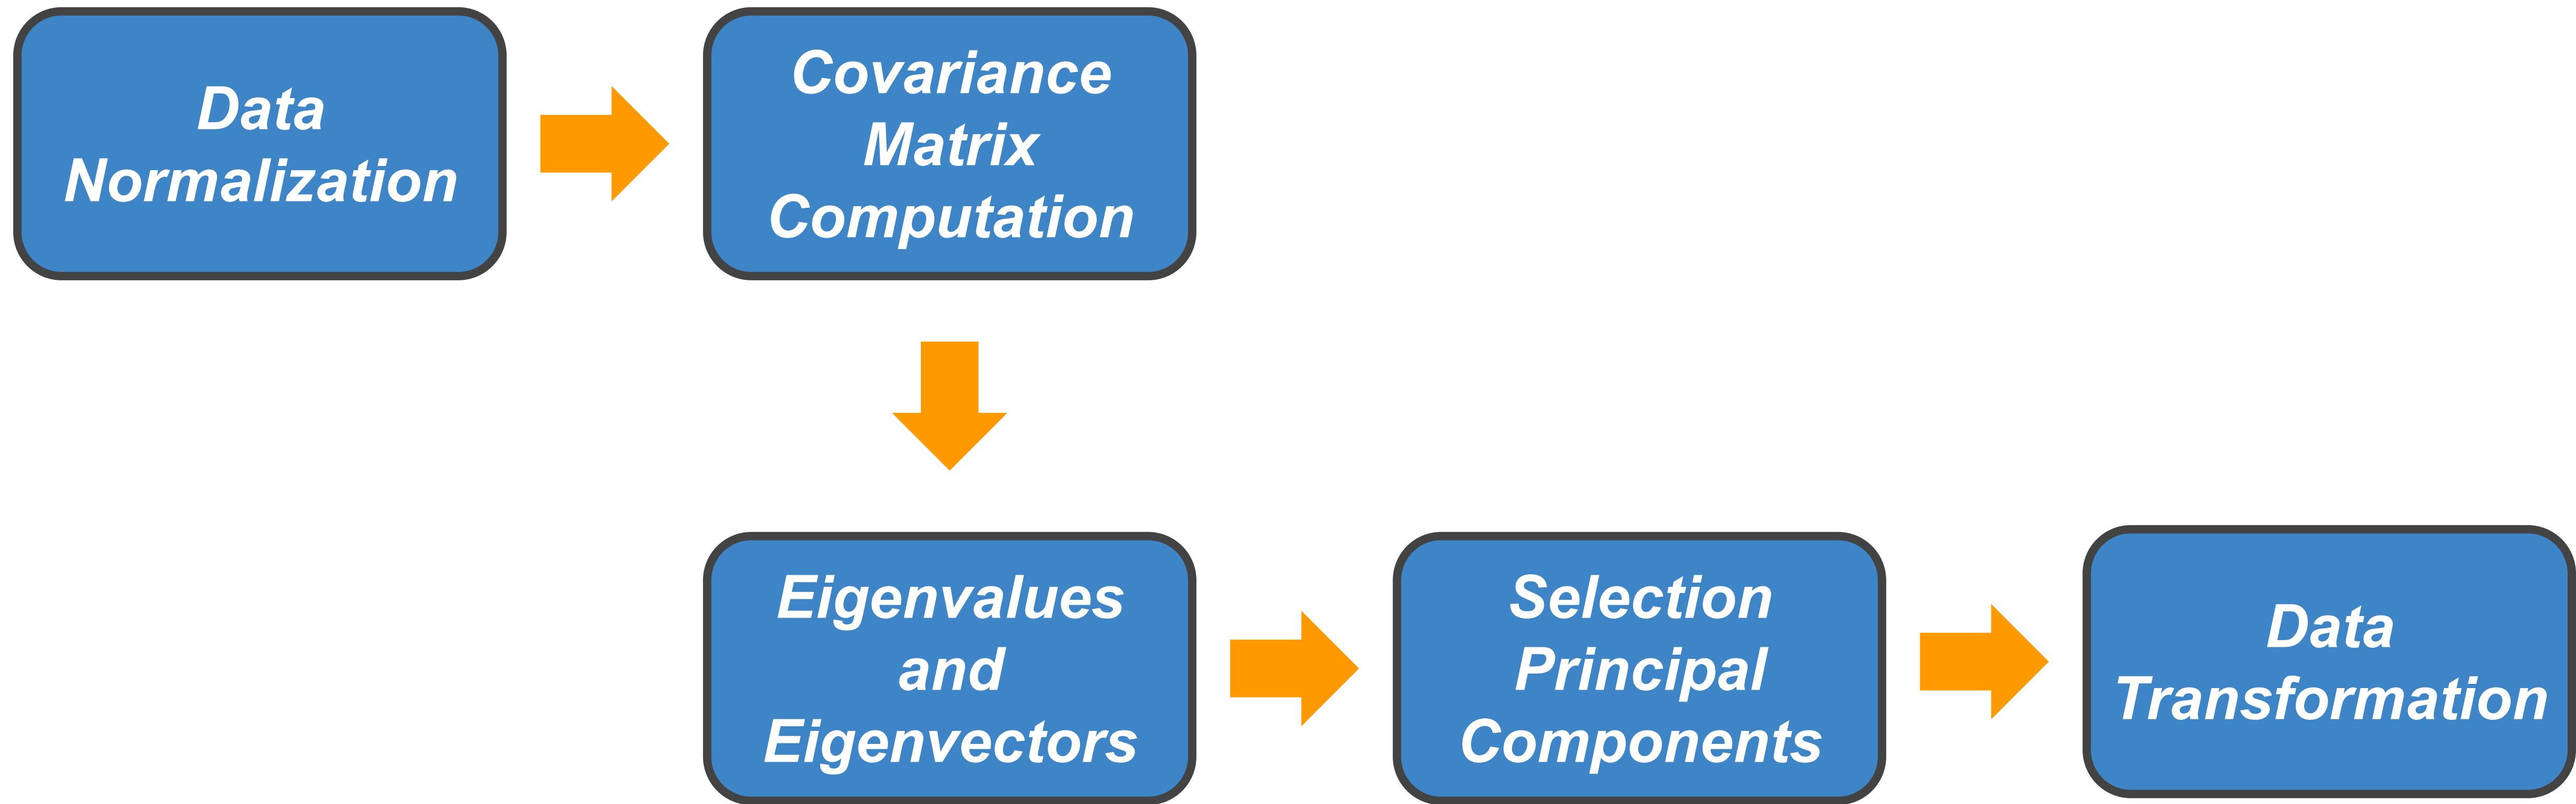 Data
Normalization
Covariance
Matrix
Computation
Eigenvalues
and
Eigenvectors
Selection
Principal
Components
Data
Transformation